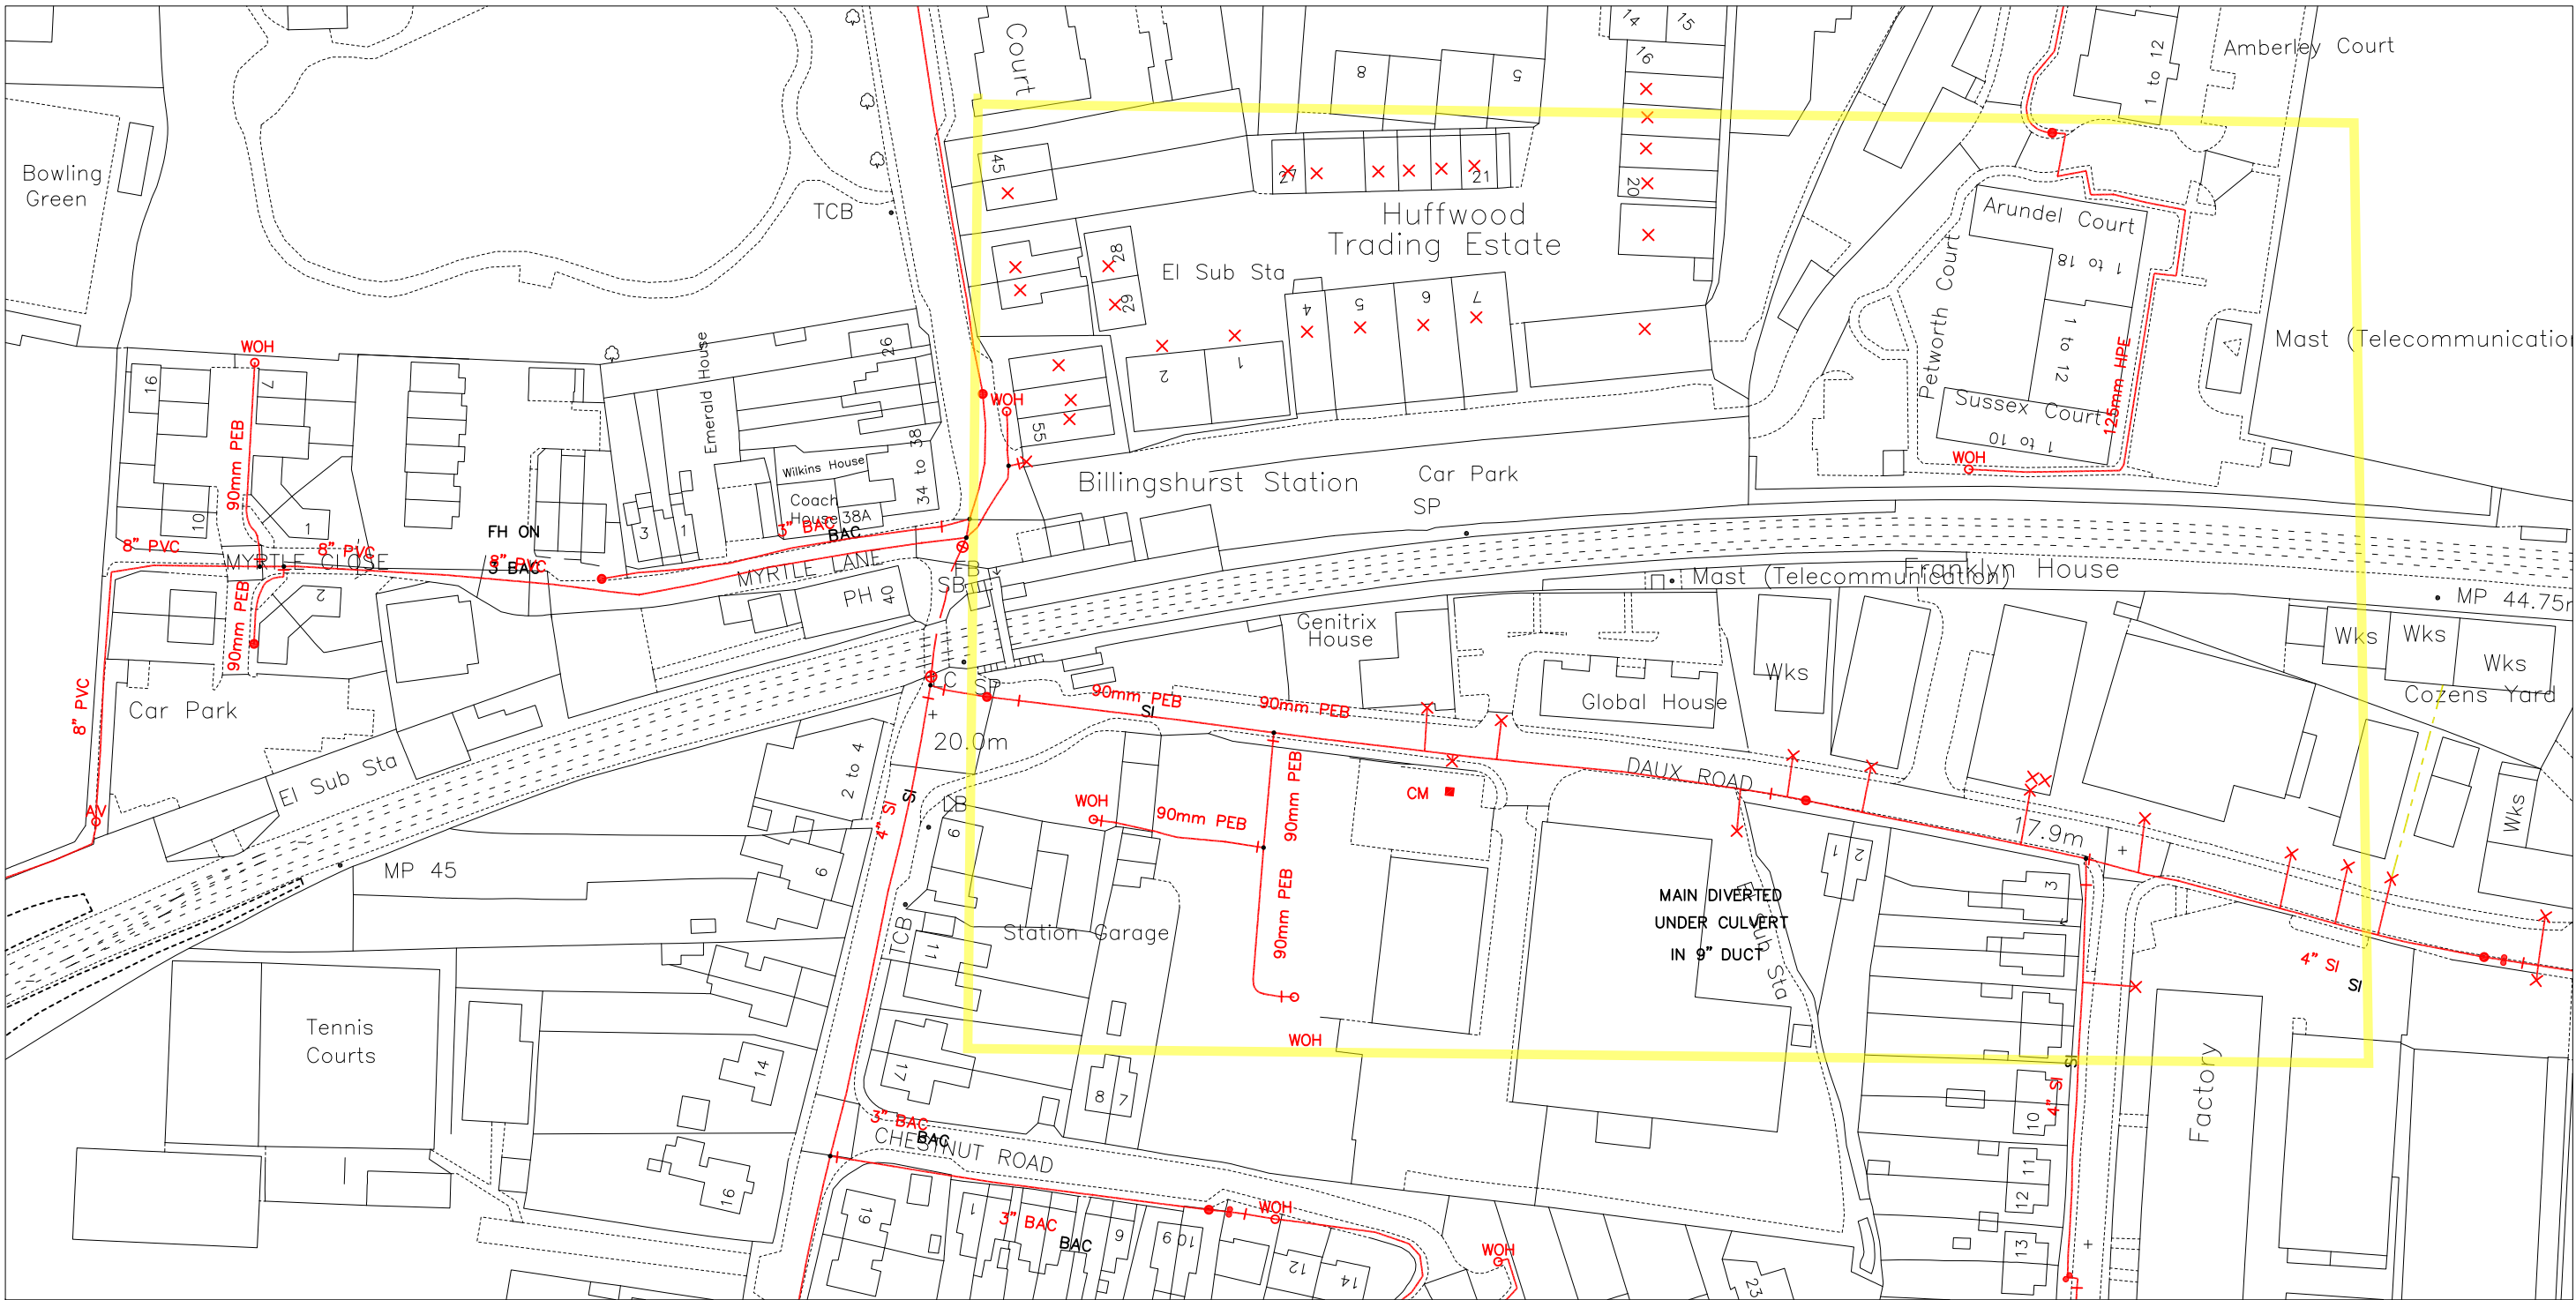 Court
14
15
16
1 to 12
Amberley Court
8
5
Bowling
Green
45
27
21
20
TCB
Huffwood
Trading Estate
Arundel Court
1 to 18
El Sub Sta
28
29
4
5
6
7
Petworth Court
1 to 12
125mm HPE
Mast (Telecommunicatio
WOH
16
7
Emerald House
26
WOH
2
1
Sussex Court
1 to 10
WOH
55
90mm PEB
Wilkins House
34 to 38
Billingshurst Station
Car Park
SP
Coach
House
38A
10
1
3
1
FH ON
3" BAC
BAC
8" PVC
8" PVC
8" PVC
3" BAC
MYRTLE CLOSE
MYRTLE LANE
FB
SB
PH
40
Mast (Telecommunication)
Franklyn House
MP 44.75m
90mm PEB
2
Genitrix
House
Wks
Wks
Wks
Wks
Cozens Yard
8" PVC
Car Park
C
SP
90mm PEB
SI
90mm PEB
Global House
20.0m
2 to 4
El Sub Sta
DAUX ROAD
AV
4" SI
SI
LB
WOH
90mm PEB
90mm PEB
CM
Wks
17.9m
MP 45
6
9
1
2
3
TCB
11
Station Garage
90mm PEB
MAIN DIVERTED
UNDER CULVERT
IN 9" DUCT
El Sub Sta
4" SI
SI
Tennis
Courts
WOH
14
17
8
7
SI
4" SI
10
Factory
3" BAC
BAC
CHESTNUT ROAD
16
11
12
19
1
3" BAC
BAC
6
9
10
WOH
12
14
WOH
23
13